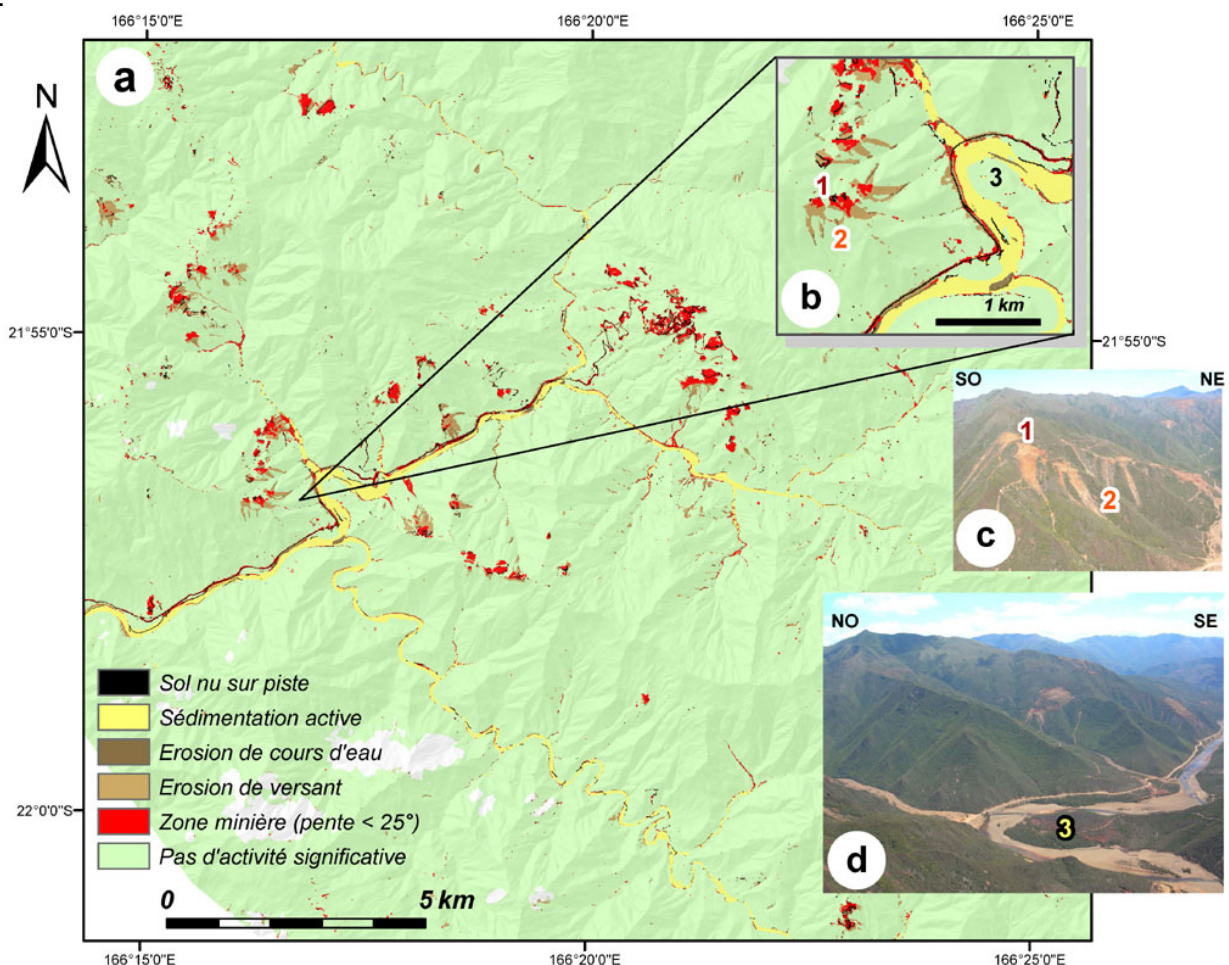 166°15'0"E
166°20'0"E
166°25'0"E
a
N
b
1
2
3
1 km
21°55'0"S
21°55'0"S
SO
NE
1
2
c
NO
SE
3
d
Sol nu sur piste
Sédimentation active
Erosion de cours d'eau
Erosion de versant
Zone minière (pente < 25°)
Pas d'activité significative
22°0'0"S
0
5 km
166°15'0"E
166°20'0"E
166°25'0"E